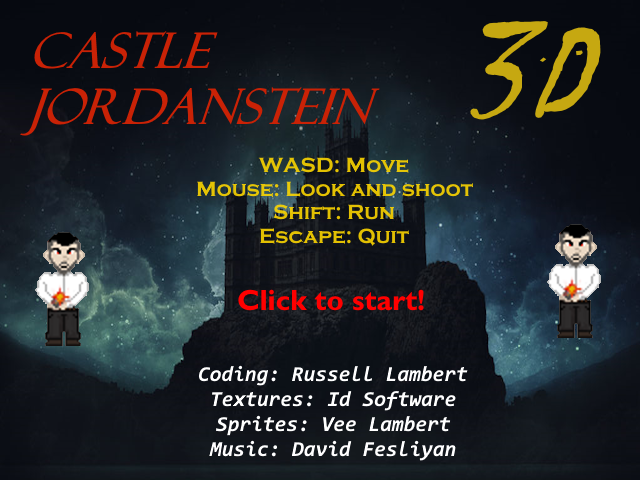 CASTLE
JORDANSTEIN
3D
WASD: Move
Mouse: Look and shoot
Shift: Run
Escape: Quit
Click to start!
Coding: Russell Lambert
Textures: Id Software
Sprites: Vee Lambert
Music: David Fesliyan